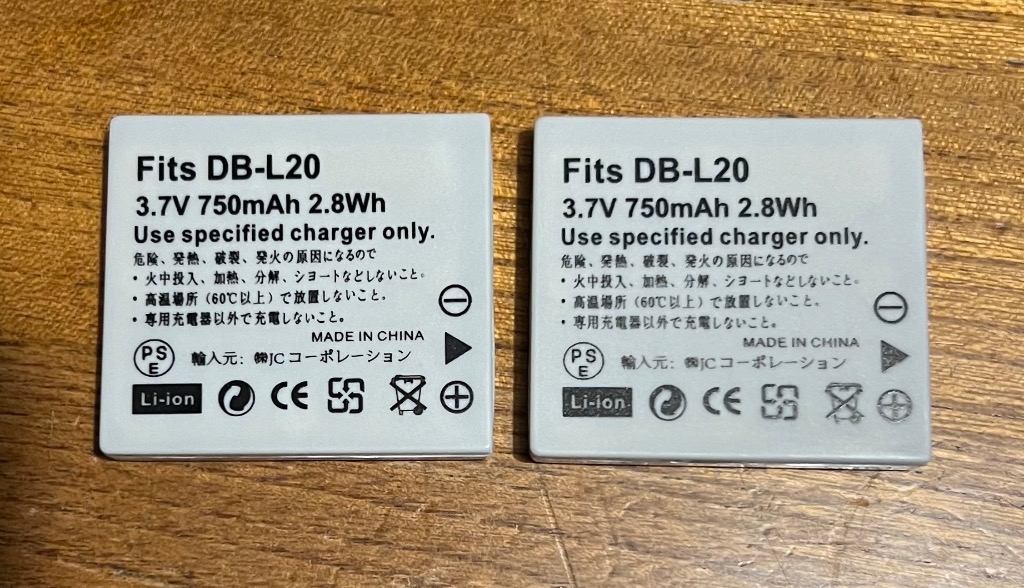 Fits DB-L20
3.7V 750mAh 2.8Wh
Use specified charger only.
危険、発熱、破裂、発火の原因になるので
・火中投入、加熱、分解、ショートなどしないこと。
・高温場所（60℃以上）で放置しないこと。
・専用充電器以外で充電しないこと。
MADE IN CHINA
PSE 輸入元: ㈱JCコーポレーション
Li-ion CE
Fits DB-L20
3.7V 750mAh 2.8Wh
Use specified charger only.
危険、発熱、破裂、発火の原因になるので
・火中投入、加熱、分解、ショートなどしないこと。
・高温場所（60℃以上）で放置しないこと。
・専用充電器以外で充電しないこと。
MADE IN CHINA
PSE 輸入元: ㈱JCコーポレーション
Li-ion CE